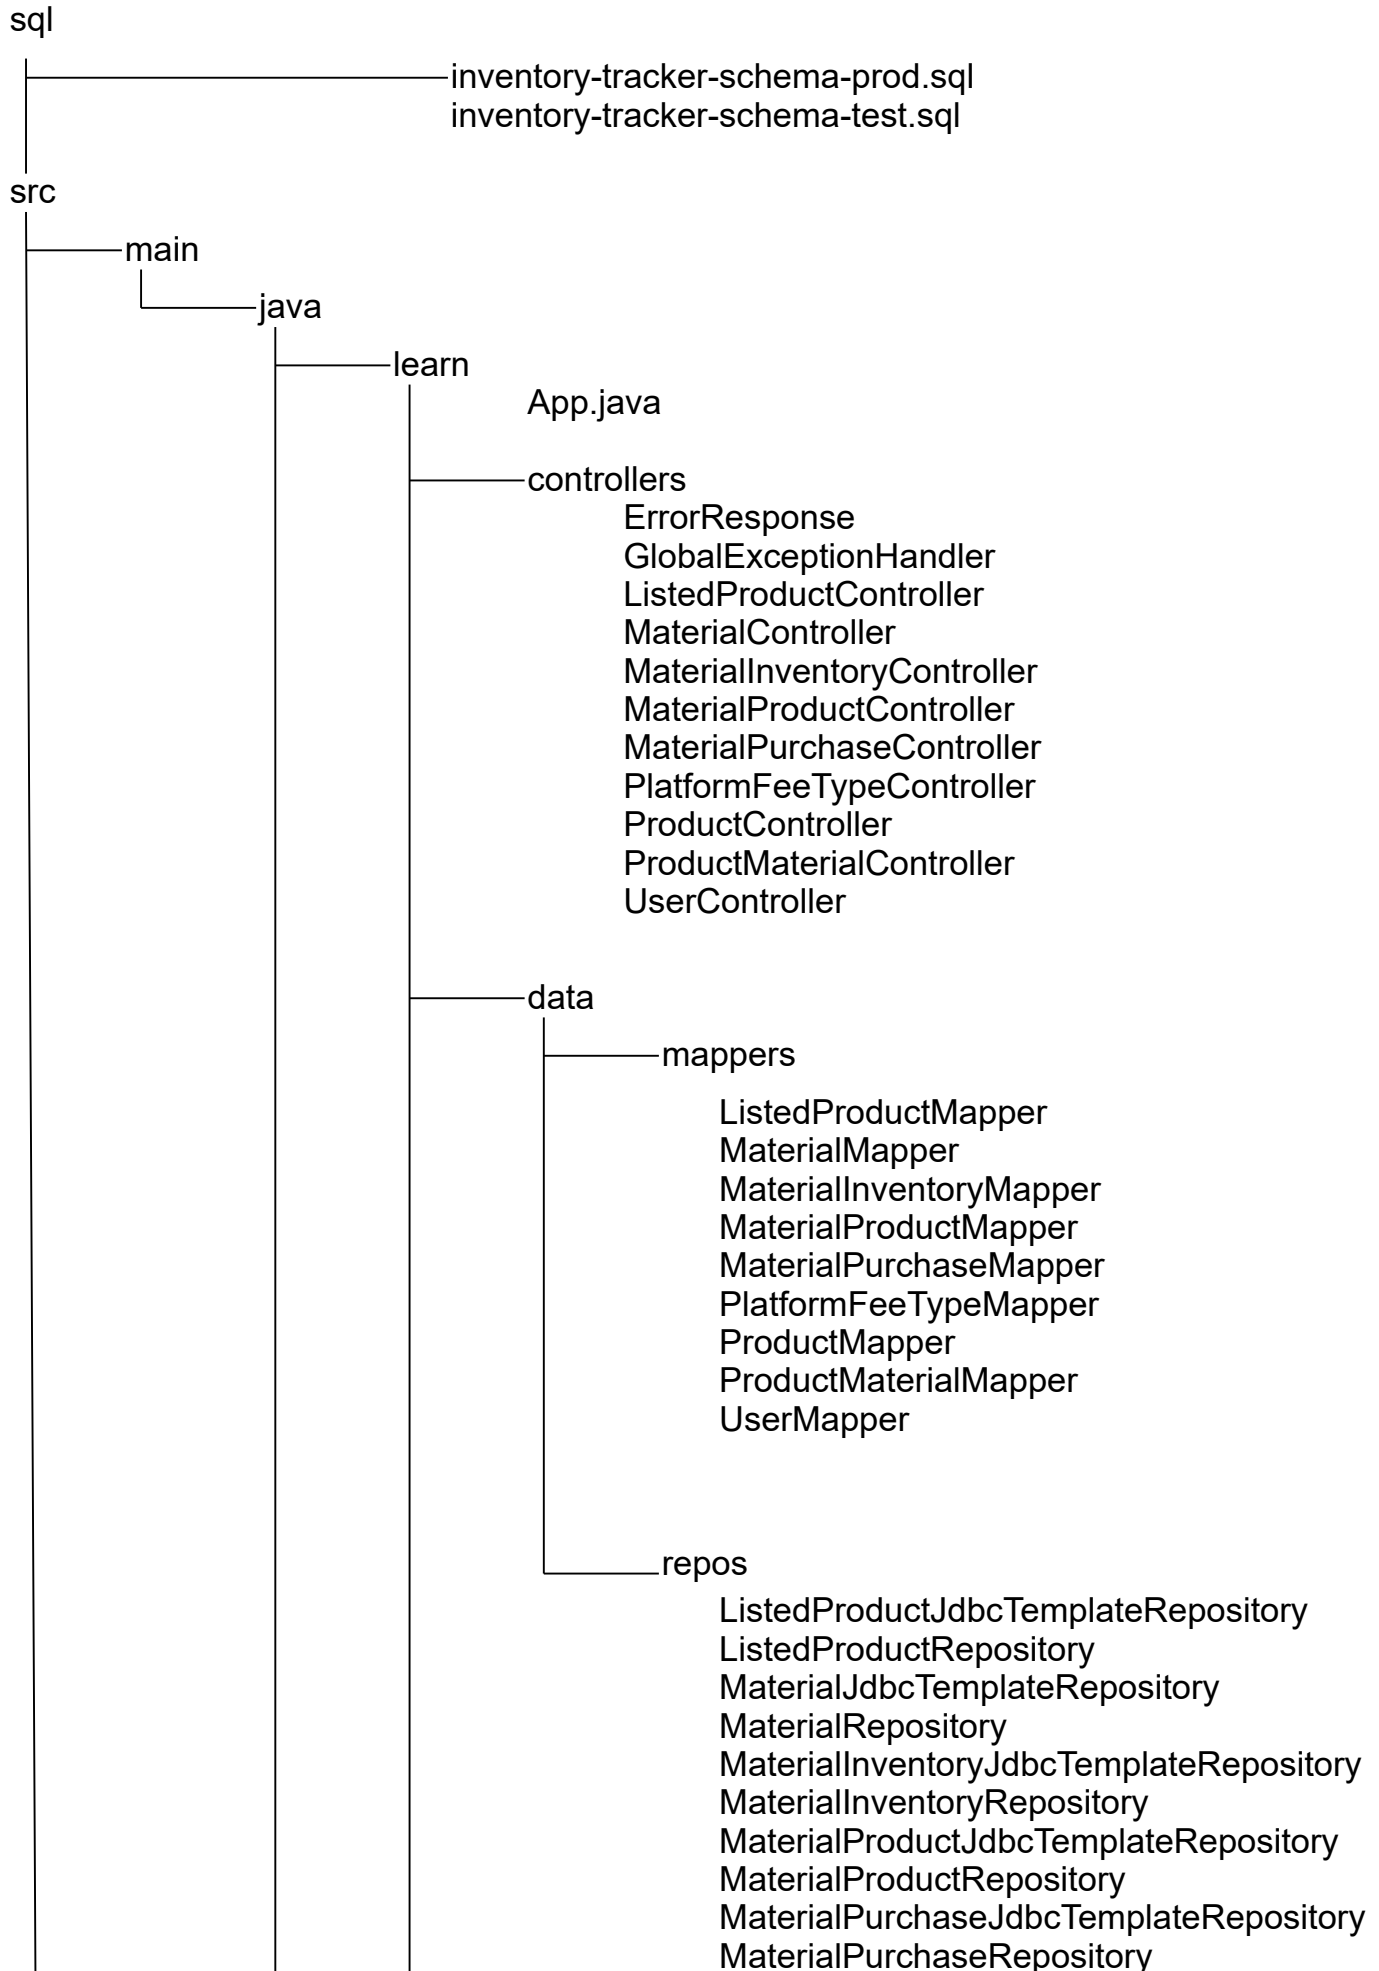 sql
inventory-tracker-schema-prod.sql
inventory-tracker-schema-test.sql
src
main
java
learn
App.java
controllers
ErrorResponse
GlobalExceptionHandler
ListedProductController
MaterialController
MaterialInventoryController
MaterialProductController
MaterialPurchaseController
PlatformFeeTypeController
ProductController
ProductMaterialController
UserController
data
mappers
ListedProductMapper
MaterialMapper
MaterialInventoryMapper
MaterialProductMapper
MaterialPurchaseMapper
PlatformFeeTypeMapper
ProductMapper
ProductMaterialMapper
UserMapper
repos
ListedProductJdbcTemplateRepository
ListedProductRepository
MaterialJdbcTemplateRepository
MaterialRepository
MaterialInventoryJdbcTemplateRepository
MaterialInventoryRepository
MaterialProductJdbcTemplateRepository
MaterialProductRepository
MaterialPurchaseJdbcTemplateRepository
MaterialPurchaseRepository